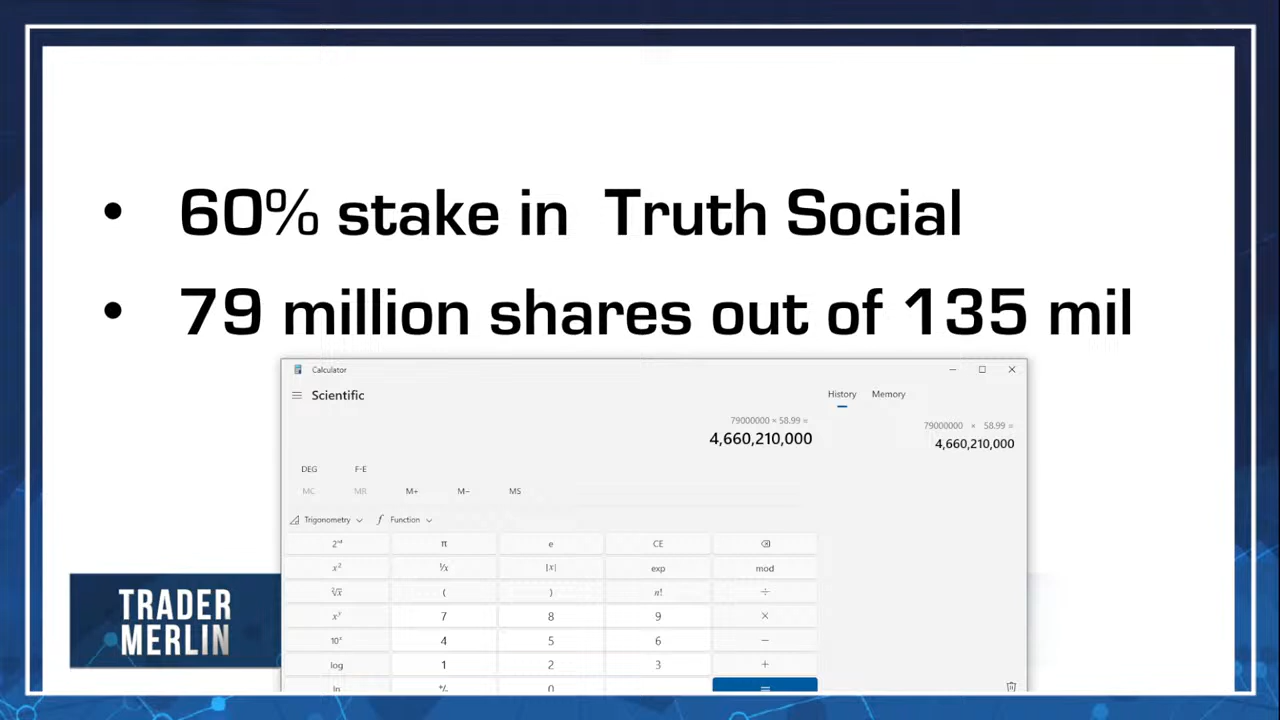 • 60% stake in Truth Social
• 79 million shares out of 135 mil
Calculator
Scientific
History Memory
79000000 × 58.99 =
4,660,210,000
79000000 × 58.99 =
4,660,210,000
DEG F-E
MC MR M+ M− MS
Trigonometry Function
2ⁿᵈ π e CE
x² ¹/x |x| exp mod
( ) n! ÷
xʸ 7 8 9 ×
10ˣ 4 5 6 −
log 1 2 3 +
ln +/− 0 =
TRADER
MERLIN